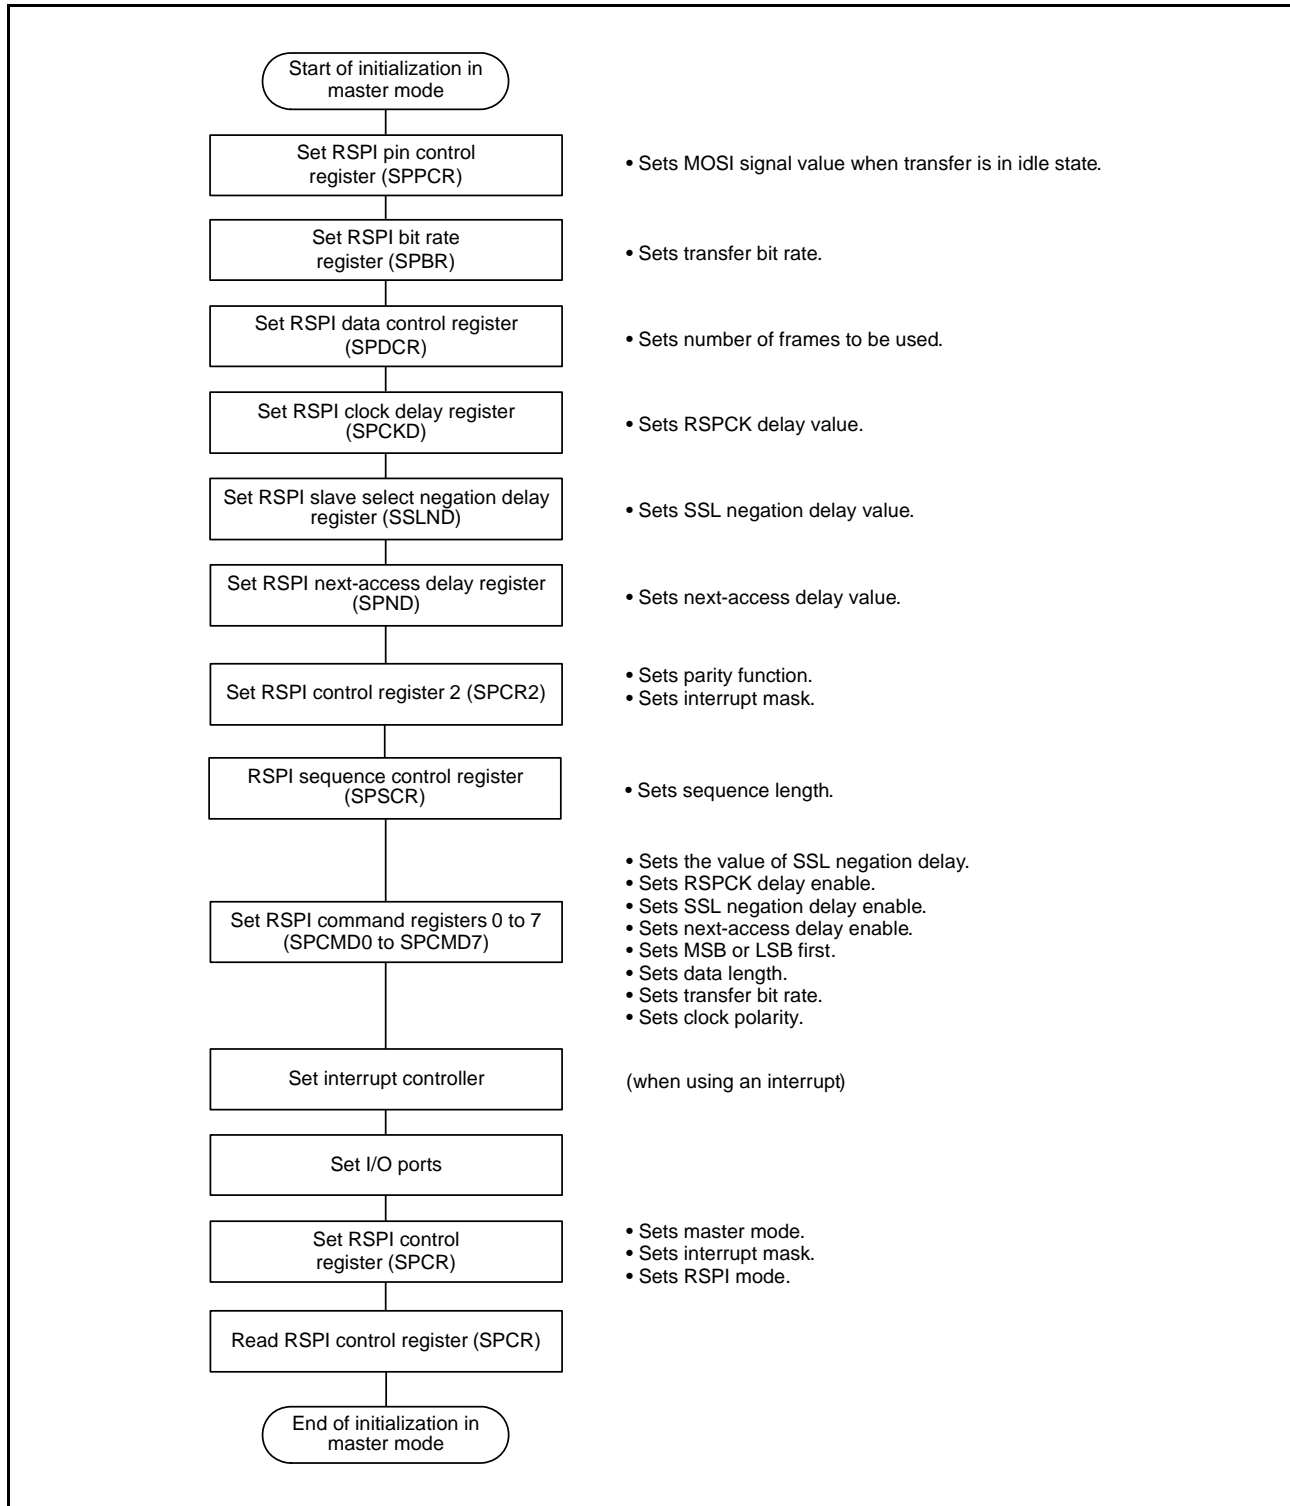 Start of initialization in
master mode
Set RSPI pin control
register (SPPCR)
• Sets MOSI signal value when transfer is in idle state.
Set RSPI bit rate
register (SPBR)
• Sets transfer bit rate.
Set RSPI data control register
(SPDCR)
• Sets number of frames to be used.
Set RSPI clock delay register
(SPCKD)
• Sets RSPCK delay value.
Set RSPI slave select negation delay
register (SSLND)
• Sets SSL negation delay value.
Set RSPI next-access delay register
(SPND)
• Sets next-access delay value.
Set RSPI control register 2 (SPCR2)
• Sets parity function.
• Sets interrupt mask.
RSPI sequence control register
(SPSCR)
• Sets sequence length.
Set RSPI command registers 0 to 7
(SPCMD0 to SPCMD7)
• Sets the value of SSL negation delay.
• Sets RSPCK delay enable.
• Sets SSL negation delay enable.
• Sets next-access delay enable.
• Sets MSB or LSB first.
• Sets data length.
• Sets transfer bit rate.
• Sets clock polarity.
Set interrupt controller
(when using an interrupt)
Set I/O ports
Set RSPI control
register (SPCR)
• Sets master mode.
• Sets interrupt mask.
• Sets RSPI mode.
Read RSPI control register (SPCR)
End of initialization in
master mode